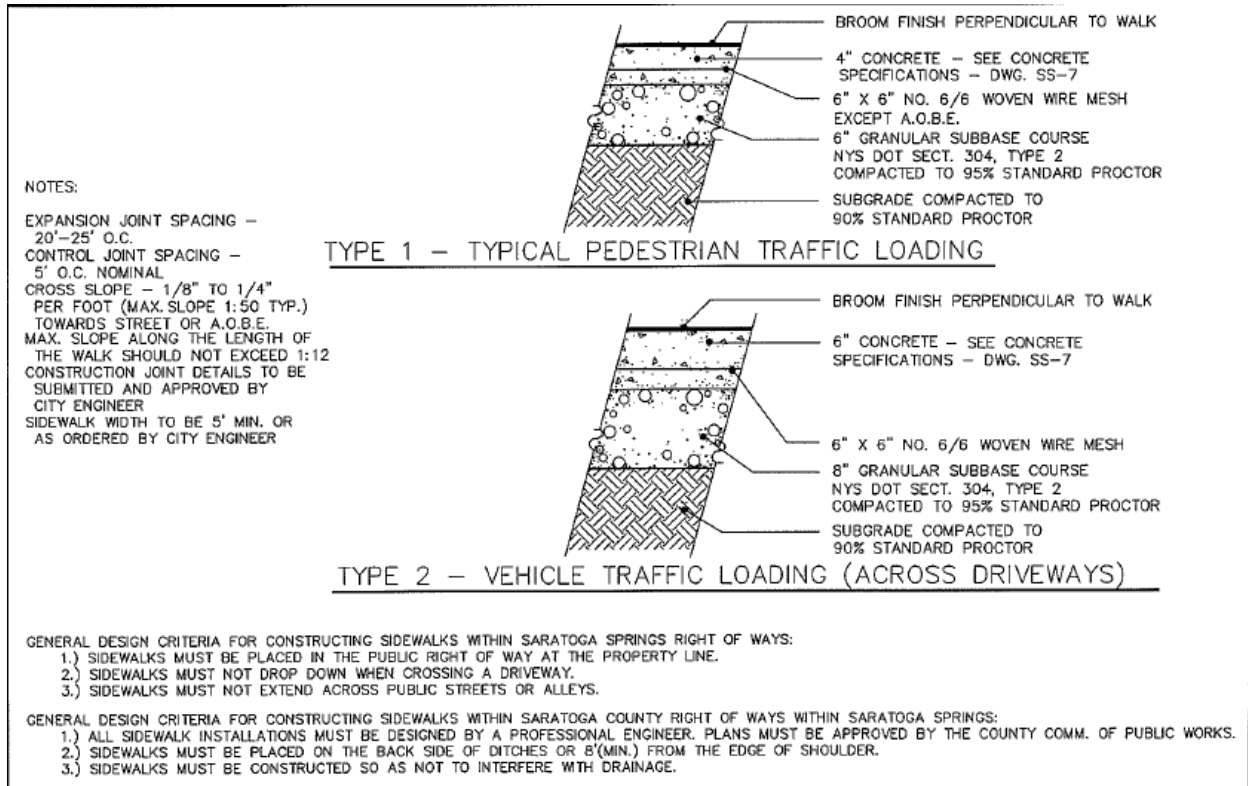 BROOM FINISH PERPENDICULAR TO WALK
4" CONCRETE – SEE CONCRETE
SPECIFICATIONS – DWG. SS-7
6" X 6" NO. 6/6 WOVEN WIRE MESH
EXCEPT A.O.B.E.
6" GRANULAR SUBBASE COURSE
NYS DOT SECT. 304, TYPE 2
COMPACTED TO 95% STANDARD PROCTOR
SUBGRADE COMPACTED TO
90% STANDARD PROCTOR
TYPE 1 – TYPICAL PEDESTRIAN TRAFFIC LOADING
NOTES:
EXPANSION JOINT SPACING –
20'–25' O.C.
CONTROL JOINT SPACING –
5' O.C. NOMINAL
CROSS SLOPE – 1/8" TO 1/4"
PER FOOT (MAX. SLOPE 1:50 TYP.)
TOWARDS STREET OR A.O.B.E.
MAX. SLOPE ALONG THE LENGTH OF
THE WALK SHOULD NOT EXCEED 1:12
CONSTRUCTION JOINT DETAILS TO BE
SUBMITTED AND APPROVED BY
CITY ENGINEER
SIDEWALK WIDTH TO BE 5' MIN. OR
AS ORDERED BY CITY ENGINEER
BROOM FINISH PERPENDICULAR TO WALK
6" CONCRETE – SEE CONCRETE
SPECIFICATIONS – DWG. SS-7
6" X 6" NO. 6/6 WOVEN WIRE MESH
8" GRANULAR SUBBASE COURSE
NYS DOT SECT. 304, TYPE 2
COMPACTED TO 95% STANDARD PROCTOR
SUBGRADE COMPACTED TO
90% STANDARD PROCTOR
TYPE 2 – VEHICLE TRAFFIC LOADING (ACROSS DRIVEWAYS)
GENERAL DESIGN CRITERIA FOR CONSTRUCTING SIDEWALKS WITHIN SARATOGA SPRINGS RIGHT OF WAYS:
1.) SIDEWALKS MUST BE PLACED IN THE PUBLIC RIGHT OF WAY AT THE PROPERTY LINE.
2.) SIDEWALKS MUST NOT DROP DOWN WHEN CROSSING A DRIVEWAY.
3.) SIDEWALKS MUST NOT EXTEND ACROSS PUBLIC STREETS OR ALLEYS.
GENERAL DESIGN CRITERIA FOR CONSTRUCTING SIDEWALKS WITHIN SARATOGA COUNTY RIGHT OF WAYS WITHIN SARATOGA SPRINGS:
1.) ALL SIDEWALK INSTALLATIONS MUST BE DESIGNED BY A PROFESSIONAL ENGINEER. PLANS MUST BE APPROVED BY THE COUNTY COMM. OF PUBLIC WORKS.
2.) SIDEWALKS MUST BE PLACED ON THE BACK SIDE OF DITCHES OR 8'(MIN.) FROM THE EDGE OF SHOULDER.
3.) SIDEWALKS MUST BE CONSTRUCTED SO AS NOT TO INTERFERE WITH DRAINAGE.